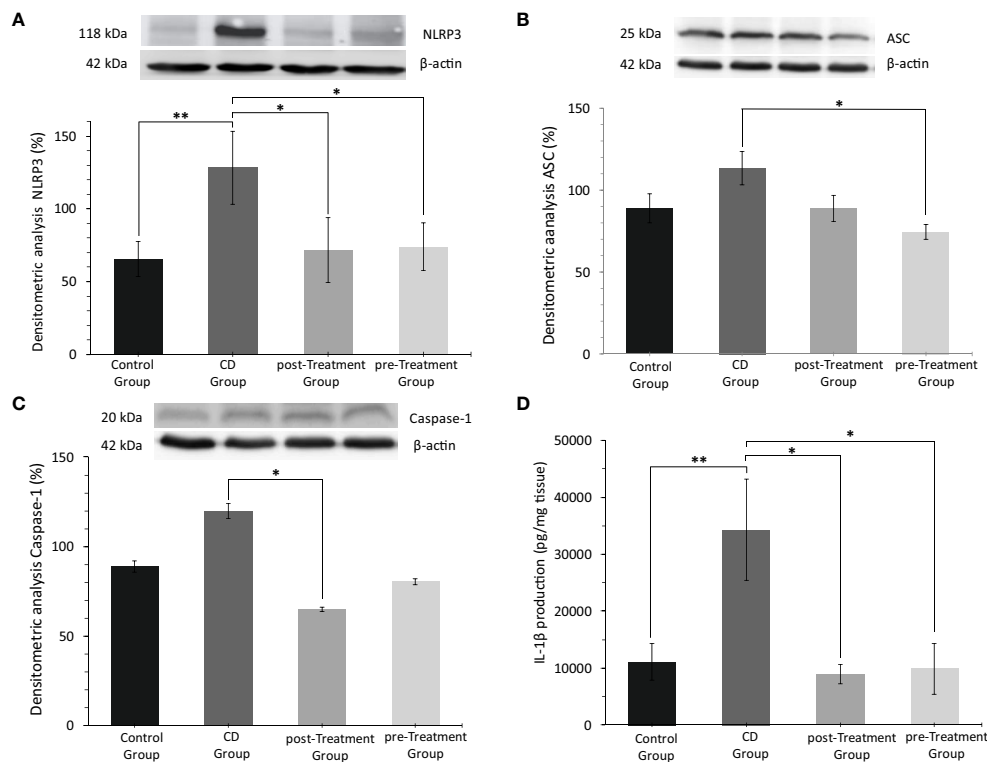 A
118 kDa
NLRP3
42 kDa
β-actin
Densitometric analysis NLRP3 (%)
150
100
50
0
**
*
*
Control
Group
CD
Group
post-Treatment
Group
pre-Treatment
Group
B
25 kDa
ASC
42 kDa
β-actin
Densitometric aanalysis ASC (%)
150
100
50
0
*
Control
Group
CD
Group
post-Treatment
Group
pre-Treatment
Group
C
20 kDa
Caspase-1
42 kDa
β-actin
Densitometric analysis Caspase-1 (%)
150
100
50
0
*
Control
Group
CD
Group
post-Treatment
Group
pre-Treatment
Group
D
IL-1β production (pg/mg tissue)
50000
40000
30000
20000
10000
0
**
*
*
Control
Group
CD
Group
post-Treatment
Group
pre-Treatment
Group